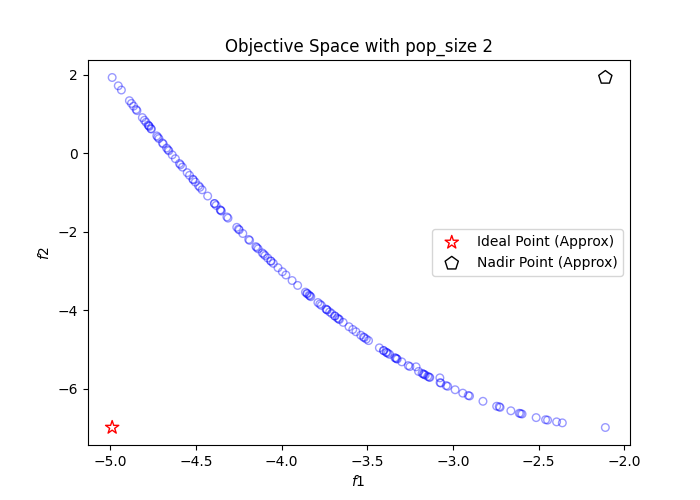 Objective Space with pop_size 2
2
0
−2
−4
−6
f2
Ideal Point (Approx)
Nadir Point (Approx)
−5.0 −4.5 −4.0 −3.5 −3.0 −2.5 −2.0
f1